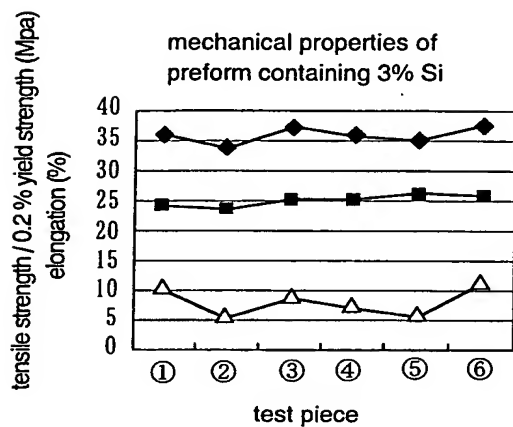 mechanical properties of
preform containing 3% Si
tensile strength / 0.2 % yield strength (Mpa)
elongation (%)
40
35
30
25
20
15
10
5
0
① ② ③ ④ ⑤ ⑥
test piece